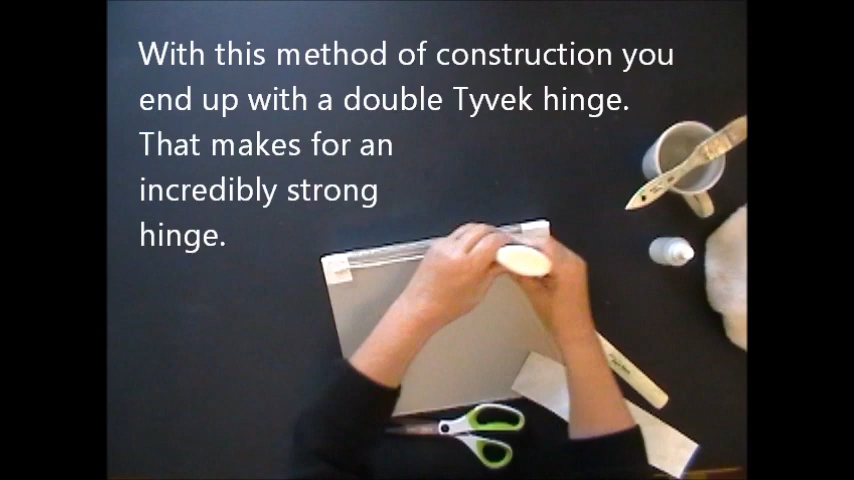 With this method of construction you
end up with a double Tyvek hinge.
That makes for an
incredibly strong
hinge.